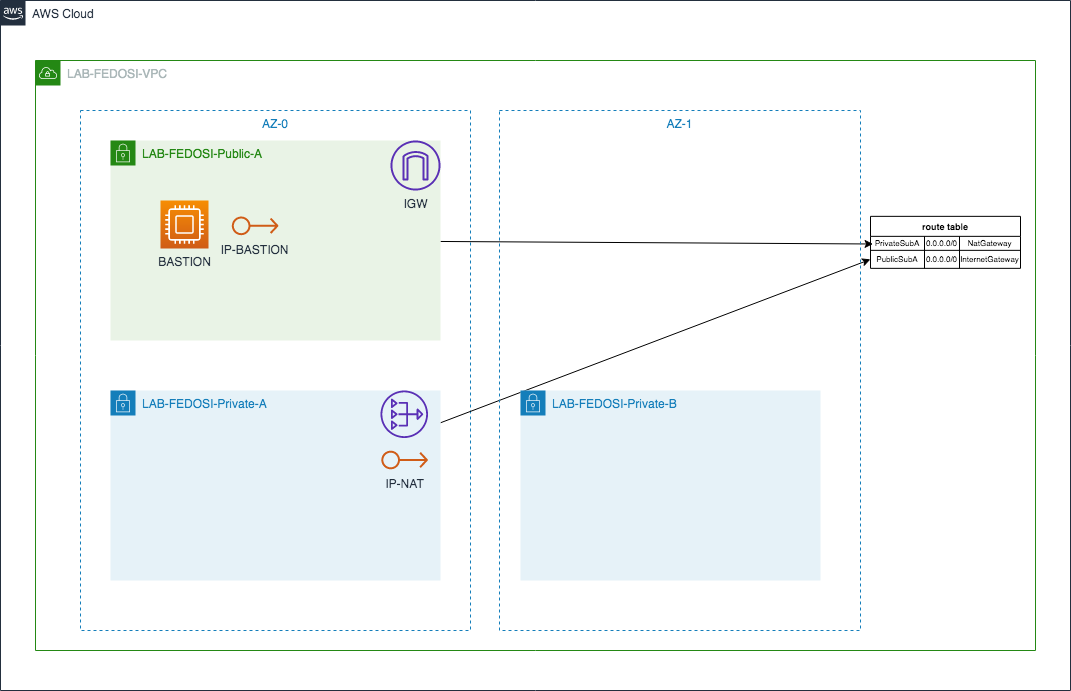 aws
AWS Cloud
LAB-FEDOSI-VPC
AZ-0
AZ-1
LAB-FEDOSI-Public-A
IGW
BASTION
IP-BASTION
route table
PrivateSubA 0.0.0.0/0 NatGateway
PublicSubA 0.0.0.0/0 InternetGateway
LAB-FEDOSI-Private-A
IP-NAT
LAB-FEDOSI-Private-B